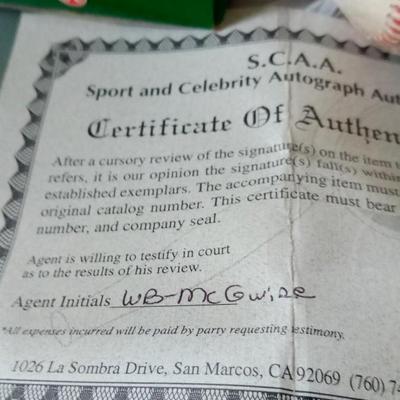 S.C.A.A.
Sport and Celebrity Autograph
Certificate Of
After a cursory review of the signature(s) on the item
refers, it is our opinion the signature(s) fall(s) within
established exemplars. The accompanying item must
original catalog number. This certificate must bear
number, and company seal.
Agent is willing to testify in court
as to the results of his review.
Agent Initials WB-McGwire
*All expenses incurred will be paid by party requesting testimony.
1026 La Sombra Drive, San Marcos, CA 92069 (760)